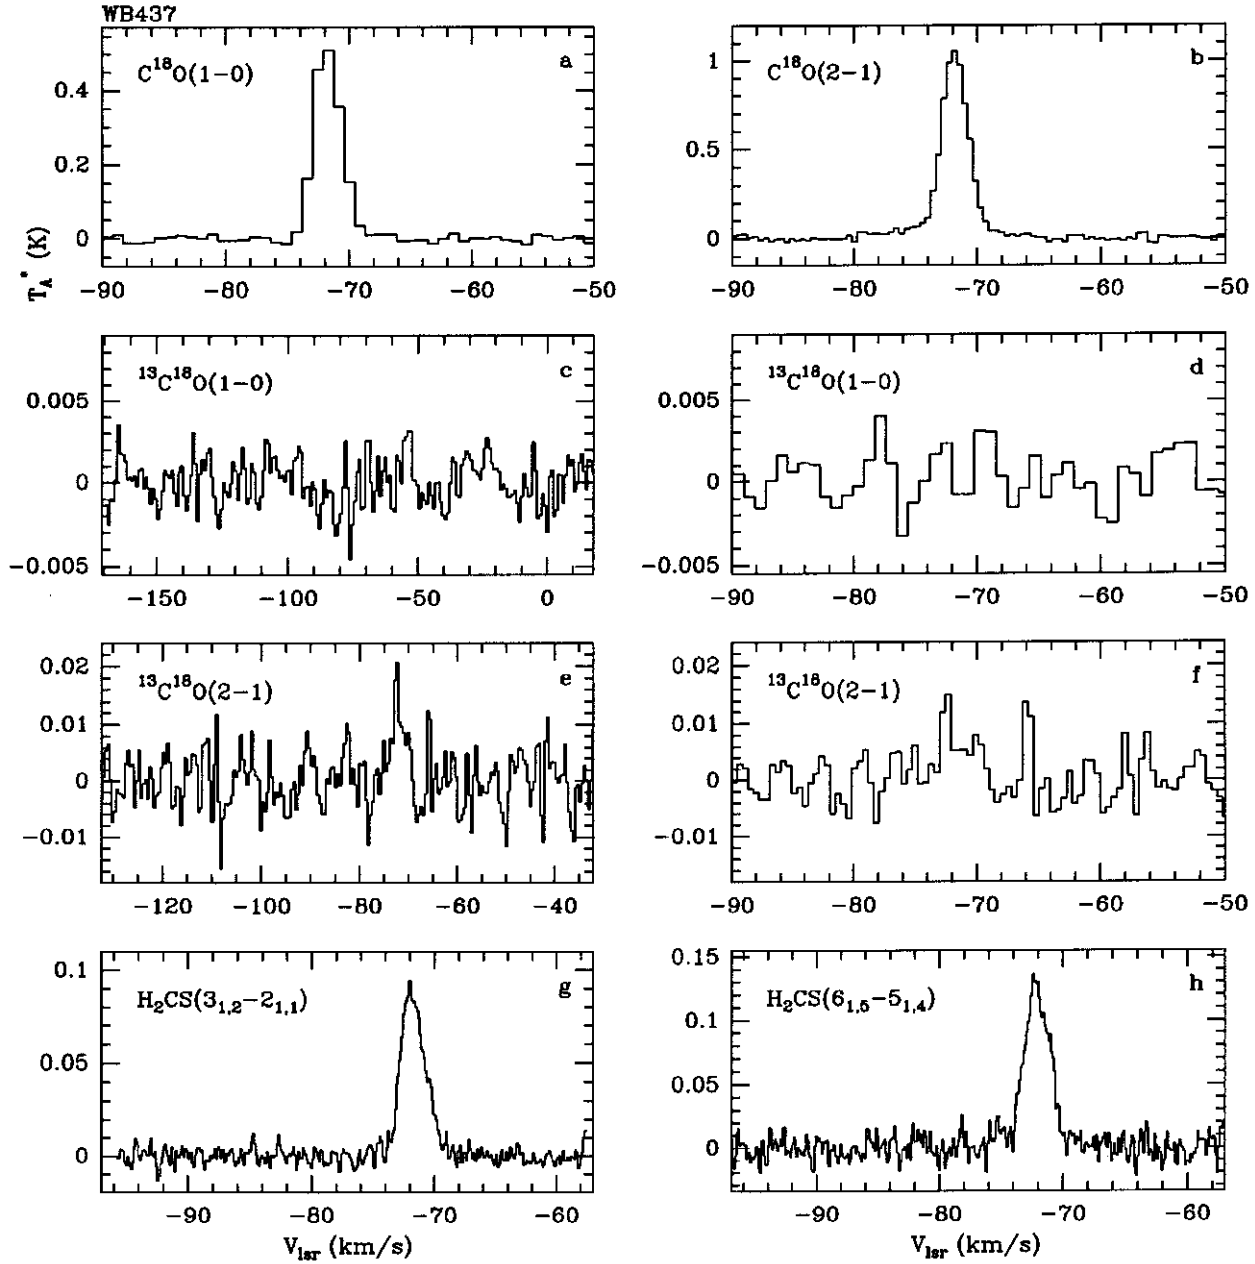 WB437
C¹⁸O(1−0) a
0.4
0.2
0
−90 −80 −70 −60 −50
C¹⁸O(2−1) b
1
0.5
0
−90 −80 −70 −60 −50
T_A* (K)
¹³C¹⁸O(1−0) c
0.005
0
−0.005
−150 −100 −50 0
¹³C¹⁸O(1−0) d
0.005
0
−0.005
−90 −80 −70 −60 −50
¹³C¹⁸O(2−1) e
0.02
0.01
0
−0.01
−120 −100 −80 −60 −40
¹³C¹⁸O(2−1) f
0.02
0.01
0
−0.01
−90 −80 −70 −60 −50
H₂CS(3₁,₂−2₁,₁) g
0.1
0.05
0
−90 −80 −70 −60
V_lsr (km/s)
H₂CS(6₁,₅−5₁,₄) h
0.15
0.1
0.05
0
−90 −80 −70 −60
V_lsr (km/s)